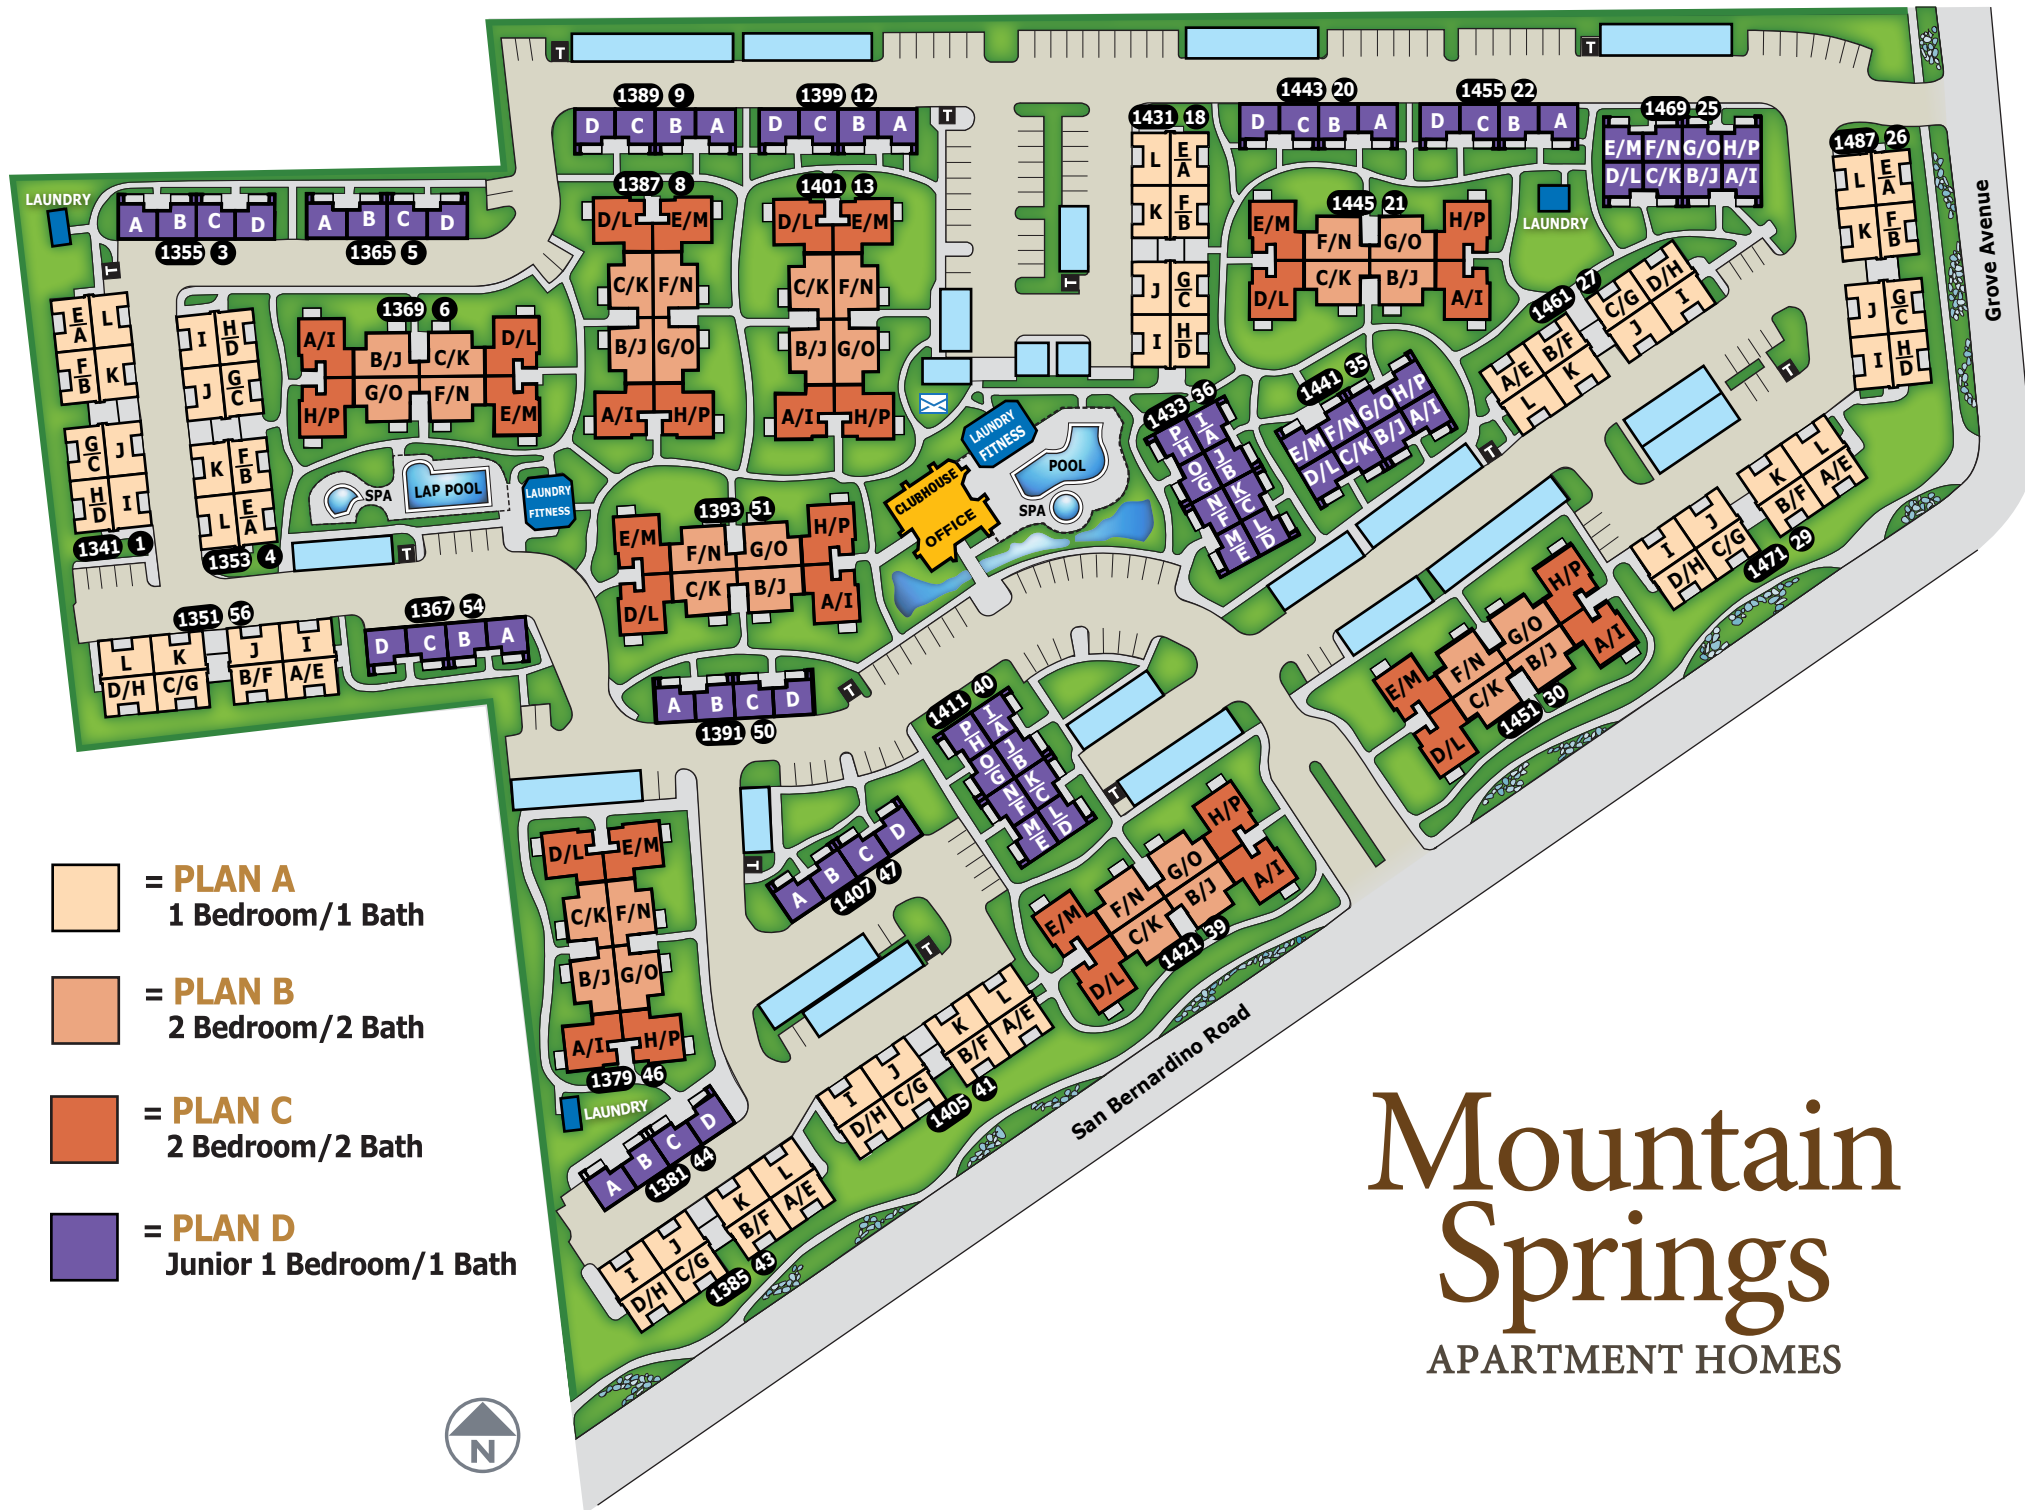 T
T
1389 9
D C B A
1399 12
D C B A
T
1431 18
L E/A
K F/B
J G/C
I H/D
1443 20
D C B A
1455 22
D C B A
1469 25
E/M F/N G/O H/P
D/L C/K B/J A/I
1487 26
L E/A
K F/B
J G/C
I H/D
Grove Avenue
LAUNDRY
T
A B C D
1355 3
A B C D
1365 5
1387 8
D/L E/M
C/K F/N
B/J G/O
A/I H/P
1401 13
D/L E/M
C/K F/N
B/J G/O
A/I H/P
T
1445 21
E/M F/N G/O H/P
D/L C/K B/J A/I
LAUNDRY
1461 27
C/G D/H
J I
A/E B/F
L K
T
E/A L
F/B K
G/C J
H/D I
1341 1
I H/D
J G/C
K F/B
L E/A
1353 4
1369 6
A/I B/J C/K D/L
H/P G/O F/N E/M
SPA
LAP POOL
LAUNDRY
FITNESS
T
1393 51
E/M F/N G/O H/P
D/L C/K B/J A/I
CLUBHOUSE
OFFICE
LAUNDRY
FITNESS
POOL
SPA
1433 36
P/H I/A
O/G J/B
N/F K/C
M/E L/D
1441 35
E/M F/N G/O H/P
D/L C/K B/J A/I
T
K L
B/F A/E
I J
D/H C/G
1471 29
1351 56
L K J I
D/H C/G B/F A/E
1367 54
D C B A
A B C D
1391 50
T
1411 40
P/H I/A
O/G J/B
N/F K/C
M/E L/D
T
E/M F/N G/O H/P
D/L C/K B/J A/I
1451 30
D/L E/M
C/K F/N
B/J G/O
A/I H/P
1379 46
LAUNDRY
T
A B C D
1407 47
T
E/M F/N G/O H/P
D/L C/K B/J A/I
1421 39
I J K L
D/H C/G B/F A/E
1405 41
A B C D
1381 44
I J K L
D/H C/G B/F A/E
1385 43
San Bernardino Road
= PLAN A
1 Bedroom/1 Bath
= PLAN B
2 Bedroom/2 Bath
= PLAN C
2 Bedroom/2 Bath
= PLAN D
Junior 1 Bedroom/1 Bath
N
Mountain
Springs
APARTMENT HOMES